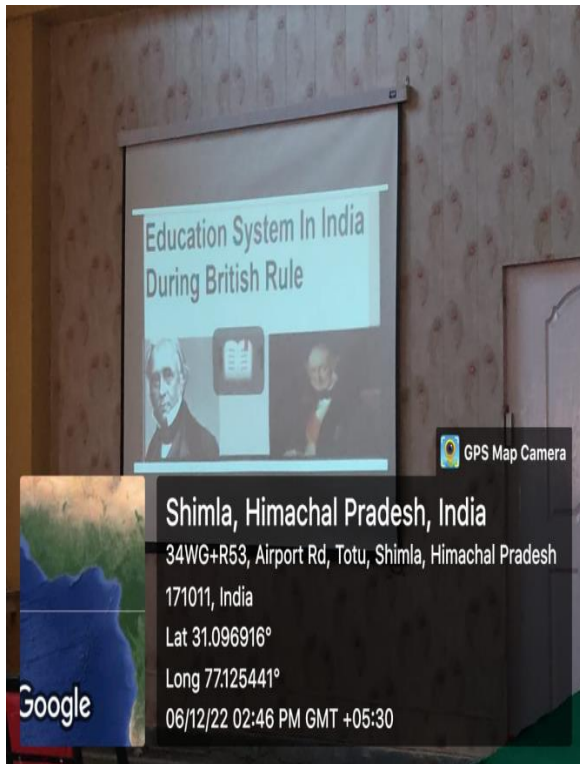 Education System In India
During British Rule
GPS Map Camera
Shimla, Himachal Pradesh, India
34WG+R53, Airport Rd, Totu, Shimla, Himachal Pradesh
171011, India
Lat 31.096916°
Long 77.125441°
06/12/22 02:46 PM GMT +05:30
Google